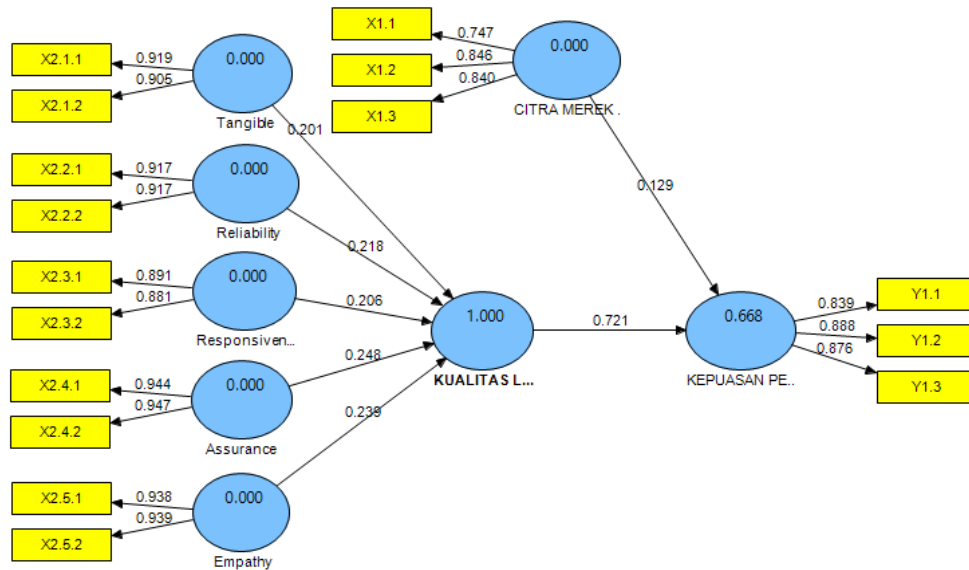 X2.1.1
X2.1.2
0.919
0.905
0.000
Tangible
0.201
X1.1
X1.2
X1.3
0.747
0.846
0.840
0.000
CITRA MEREK .
0.129
X2.2.1
X2.2.2
0.917
0.917
0.000
Reliability
0.218
X2.3.1
X2.3.2
0.891
0.881
0.000
Responsiven...
0.206
X2.4.1
X2.4.2
0.944
0.947
0.000
Assurance
0.248
X2.5.1
X2.5.2
0.938
0.939
0.000
Empathy
0.239
1.000
KUALITAS L...
0.721
0.668
KEPUASAN PE..
0.839
0.888
0.876
Y1.1
Y1.2
Y1.3